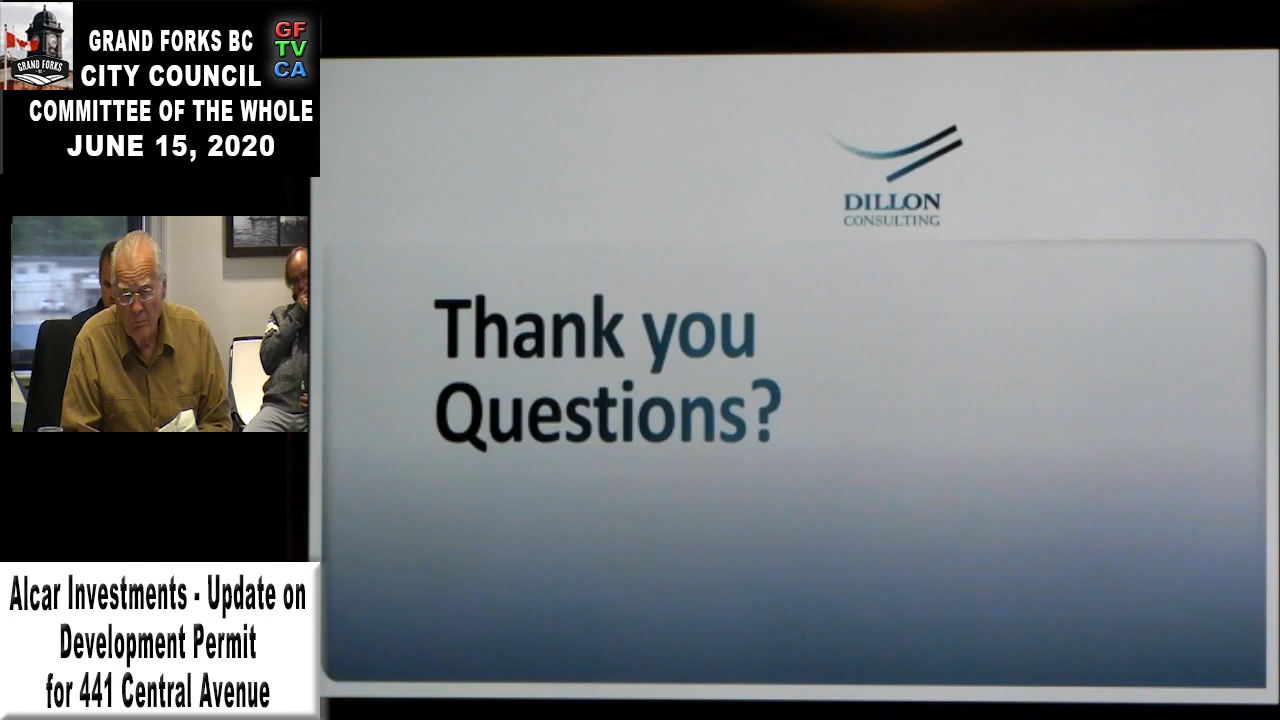 GRAND FORKS BC
CITY COUNCIL
COMMITTEE OF THE WHOLE
JUNE 15, 2020
GF
TV
CA
GRAND FORKS
DILLON
CONSULTING
Thank you
Questions?
Alcar Investments - Update on
Development Permit
for 441 Central Avenue